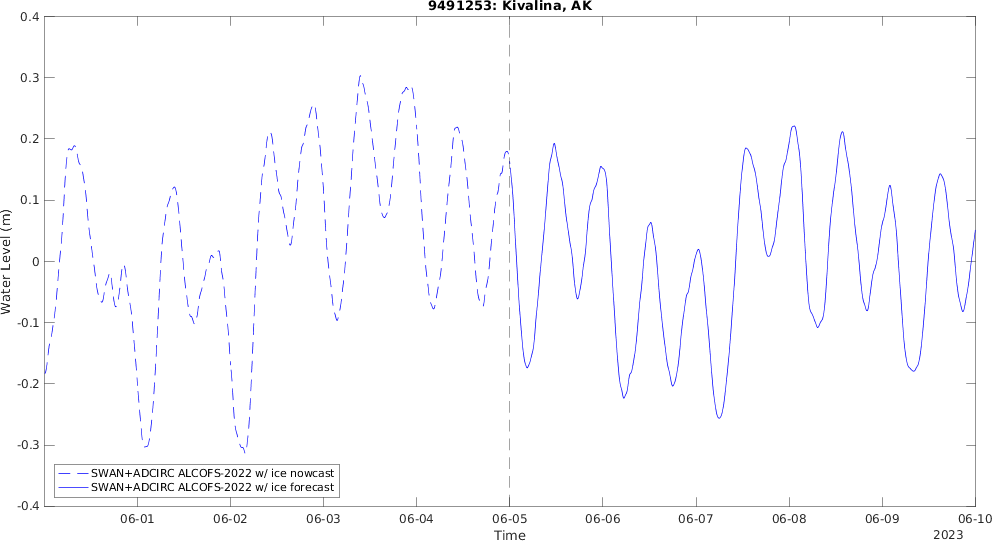 9491253: Kivalina, AK
Water Level (m)
0.4
0.3
0.2
0.1
0
-0.1
-0.2
-0.3
-0.4
SWAN+ADCIRC ALCOFS-2022 w/ ice nowcast
SWAN+ADCIRC ALCOFS-2022 w/ ice forecast
06-01 06-02 06-03 06-04 06-05 06-06 06-07 06-08 06-09 06-10
Time
2023